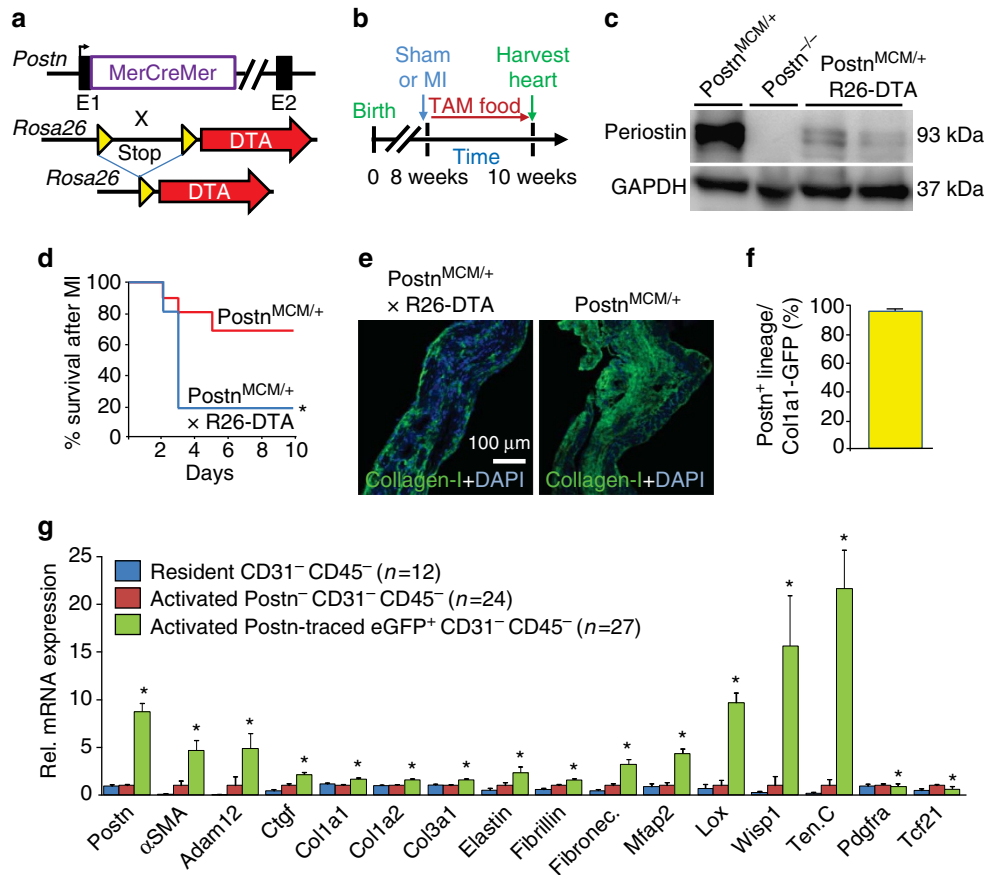 a
Postn
MerCreMer
E1
E2
X
Rosa26
Stop
DTA
Rosa26
DTA
b
Sham
or MI
Harvest
heart
Birth
TAM food
Time
0 8 weeks 10 weeks
c
Postn^MCM/+
Postn^−/−
Postn^MCM/+
R26-DTA
Periostin
93 kDa
GAPDH
37 kDa
d
% survival after MI
100
80
60
40
20
0
Postn^MCM/+
Postn^MCM/+
× R26-DTA
*
2 4 6 8 10
Days
e
Postn^MCM/+
× R26-DTA
Postn^MCM/+
100 μm
Collagen-I+DAPI
Collagen-I+DAPI
f
Postn⁺ lineage/
Col1a1-GFP (%)
100
80
60
40
20
0
g
Rel. mRNA expression
25
20
15
10
5
0
Resident CD31⁻ CD45⁻ (n=12)
Activated Postn⁻ CD31⁻ CD45⁻ (n=24)
Activated Postn-traced eGFP⁺ CD31⁻ CD45⁻ (n=27)
* * * * * * * * * * * * * * * *
Postn
αSMA
Adam12
Ctgf
Col1a1
Col1a2
Col3a1
Elastin
Fibrillin
Fibronec.
Mfap2
Lox
Wisp1
Ten.C
Pdgfra
Tcf21